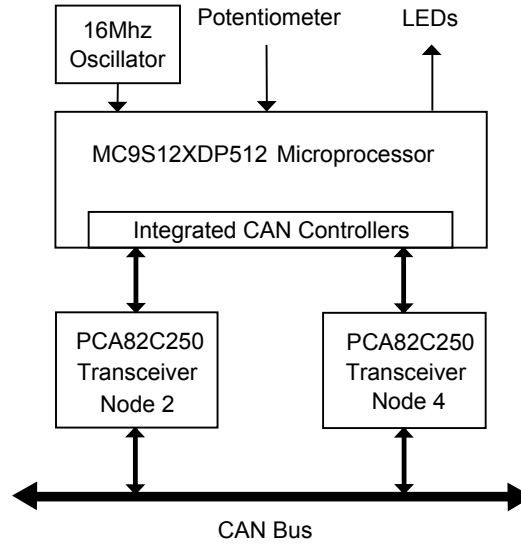 16Mhz
Oscillator
Potentiometer
LEDs
MC9S12XDP512 Microprocessor
Integrated CAN Controllers
PCA82C250
Transceiver
Node 2
PCA82C250
Transceiver
Node 4
CAN Bus